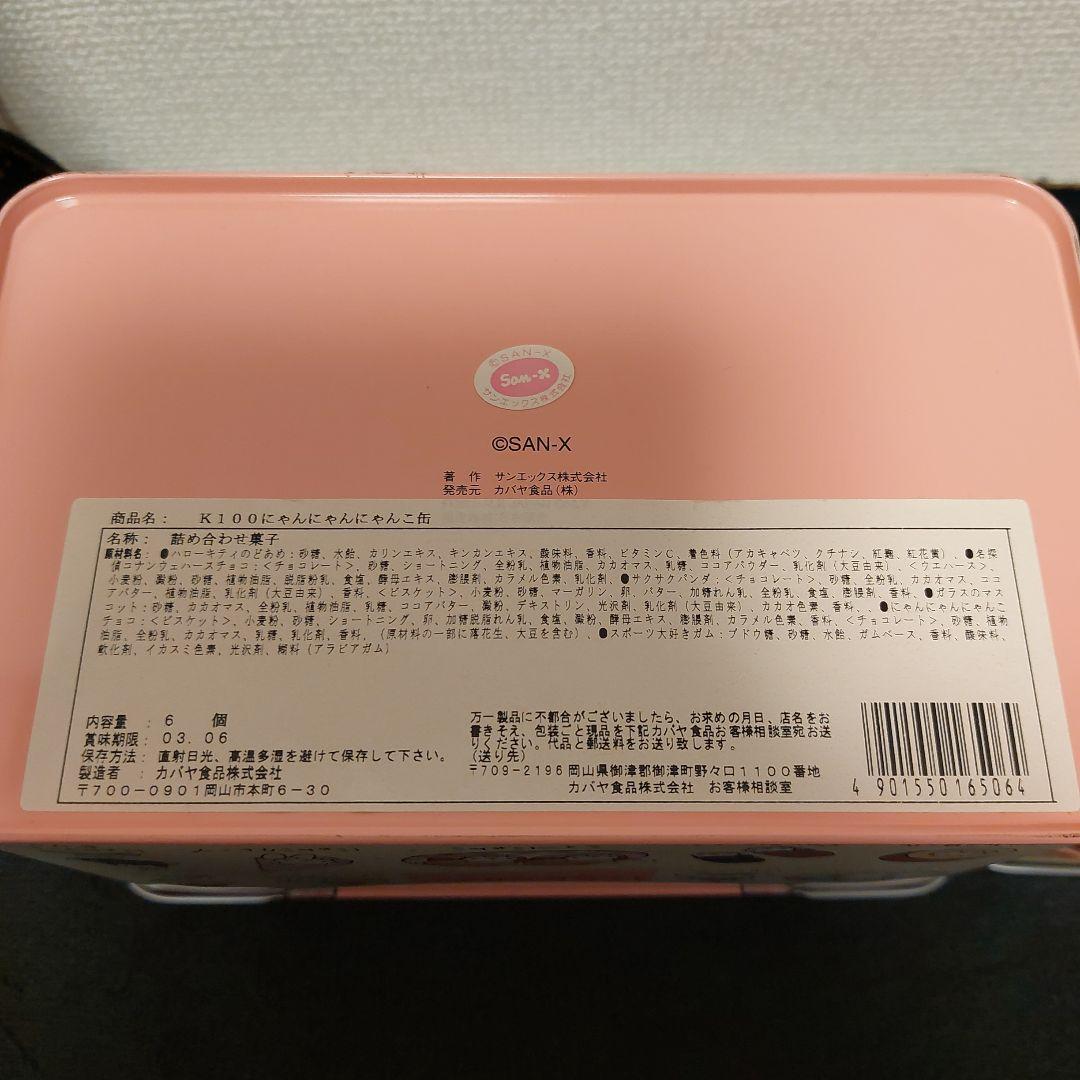 ©SAN-X
San-X
サンエックス株式会社
©SAN-X
著 作 サンエックス株式会社
発売元 カバヤ食品(株)
商品名: K100にゃんにゃんにゃんこ缶
名称: 詰め合わせ菓子
原材料名: ●ハローキティのどあめ:砂糖、水飴、カリンエキス、キンカンエキス、酸味料、香料、ビタミンC、着色料(アカキャベツ、クチナシ、紅麹、紅花黄)、●名探
偵コナンウェハースチョコ:<チョコレート>、砂糖、ショートニング、全粉乳、植物油脂、カカオマス、乳糖、ココアパウダー、乳化剤(大豆由来)、<ウエハース>、
小麦粉、澱粉、砂糖、植物油脂、脱脂粉乳、食塩、酵母エキス、膨脹剤、カラメル色素、乳化剤、●サクサクパンダ:<チョコレート>、砂糖、全粉乳、カカオマス、ココ
アバター、植物油脂、乳化剤(大豆由来)、香料、<ビスケット>、小麦粉、砂糖、マーガリン、卵、バター、加糖れん乳、全粉乳、食塩、膨脹剤、香料、●ガラスのマス
コット:砂糖、カカオマス、全粉乳、植物油脂、乳糖、ココアバター、澱粉、デキストリン、光沢剤、乳化剤(大豆由来)、カカオ色素、香料、 ●にゃんにゃんにゃんこ
チョコ:<ビスケット>、小麦粉、砂糖、ショートニング、卵、加糖脱脂れん乳、食塩、澱粉、酵母エキス、膨脹剤、カラメル色素、香料、<チョコレート>、砂糖、植物
油脂、全粉乳、カカオマス、乳糖、乳化剤、香料、(原材料の一部に落花生、大豆を含む)、●スポーツ大好きガム:ブドウ糖、砂糖、水飴、ガムベース、香料、酸味料、
軟化剤、イカスミ色素、光沢剤、糊料(アラビアガム)
内容量 : 6 個
賞味期限: 03.06
保存方法: 直射日光、高温多湿を避けて保存して下さい。
製造者 : カバヤ食品株式会社
〒700-0901岡山市本町6-30
万一製品に不都合がございましたら、お求めの月日、店名をお
書きそえ、包装ごと現品を下記カバヤ食品お客様相談室宛お送
りください。代品と郵送料をお送り致します。
(送り先)
〒709-2196岡山県御津郡御津町野々口1100番地
カバヤ食品株式会社 お客様相談室
4 901550 165064